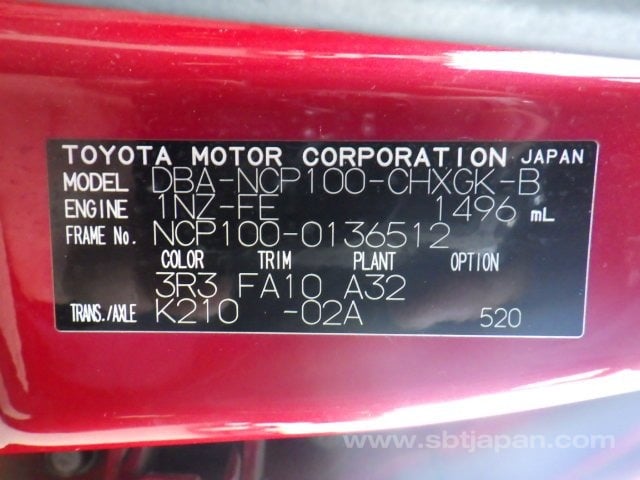 TOYOTA MOTOR CORPORATION JAPAN
MODEL DBA-NCP100-CHXGK-B
ENGINE 1NZ-FE 1496 mL
FRAME No. NCP100-0136512
COLOR TRIM PLANT OPTION
3R3 FA10 A32
TRANS./AXLE K210 -02A 520
www.sbtjapan.com